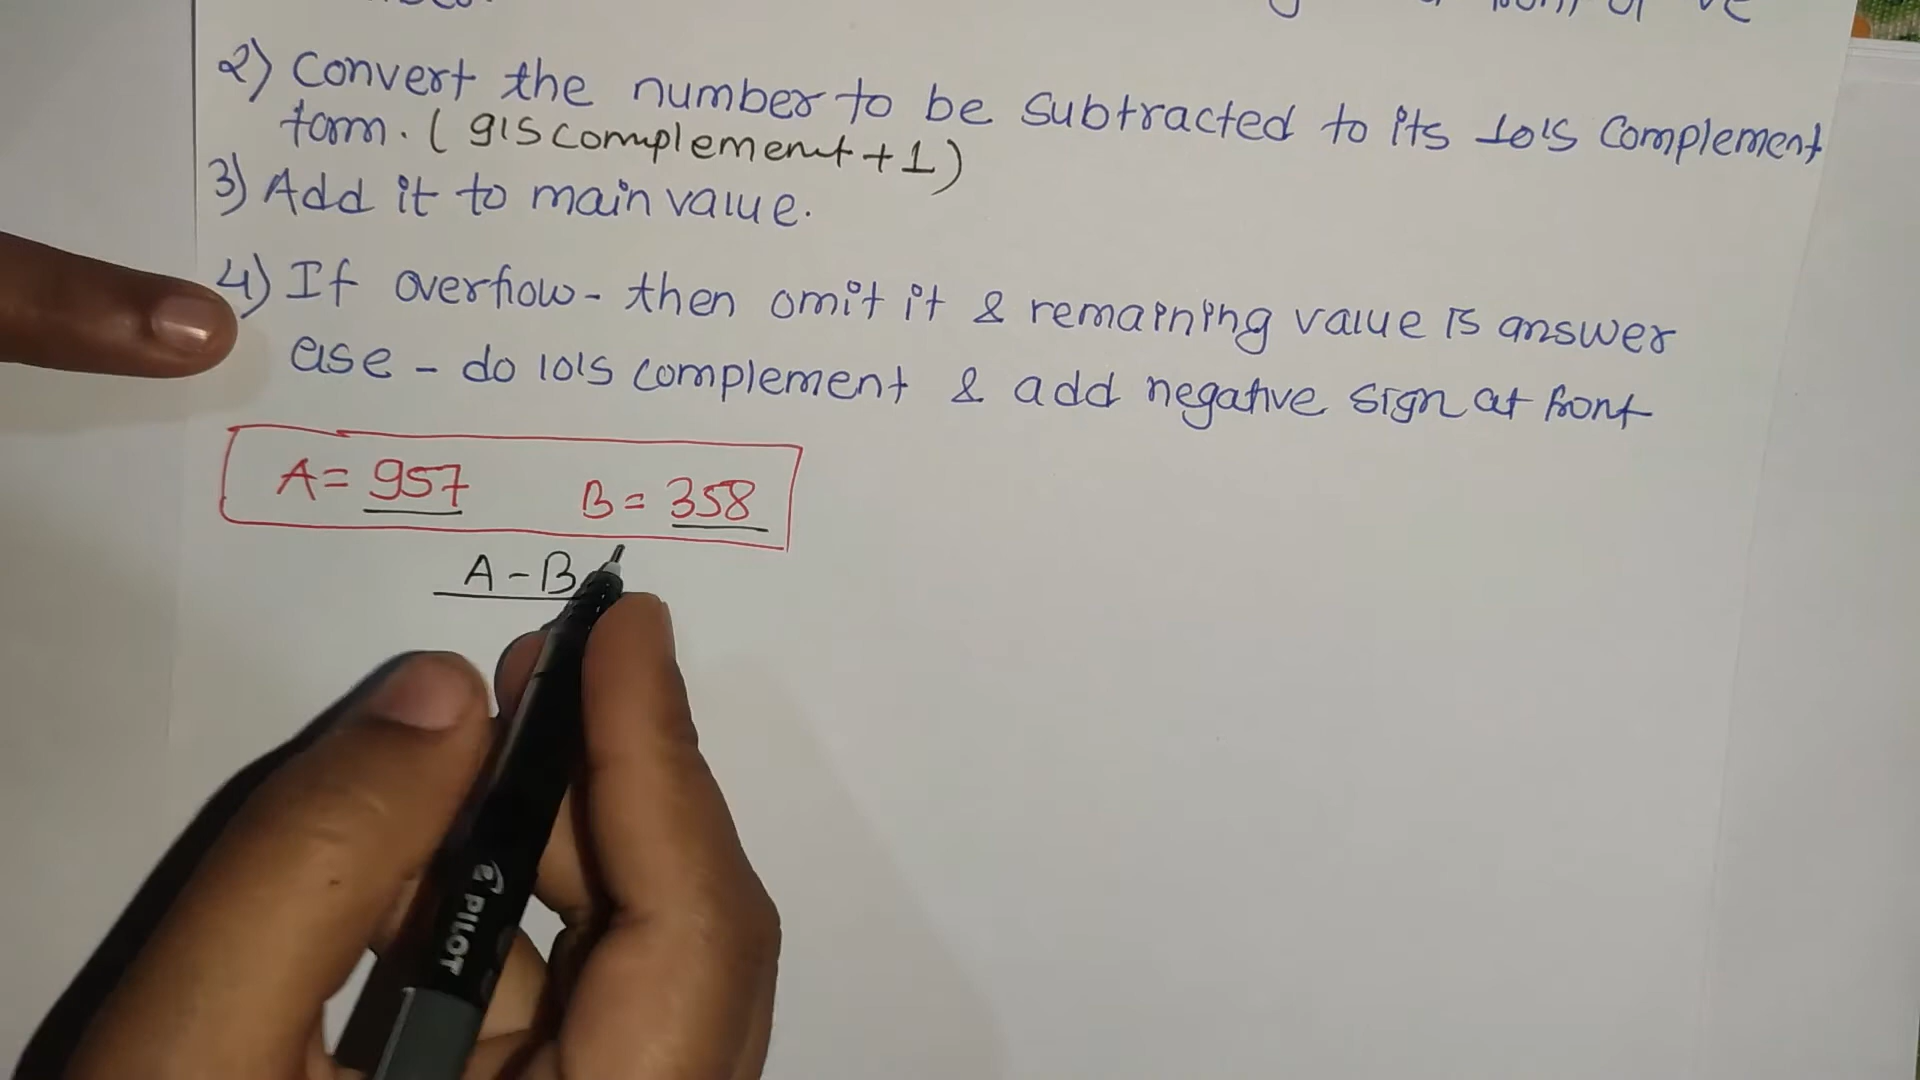 2) Convert the number to be subtracted to its 10's Complement
form. ( 9's complement + 1 )
3) Add it to main value.
4) If overflow - then omit it & remaining value is answer
else - do 10's complement & add negative sign at front
A = 957 B = 358
A - B
PILOT